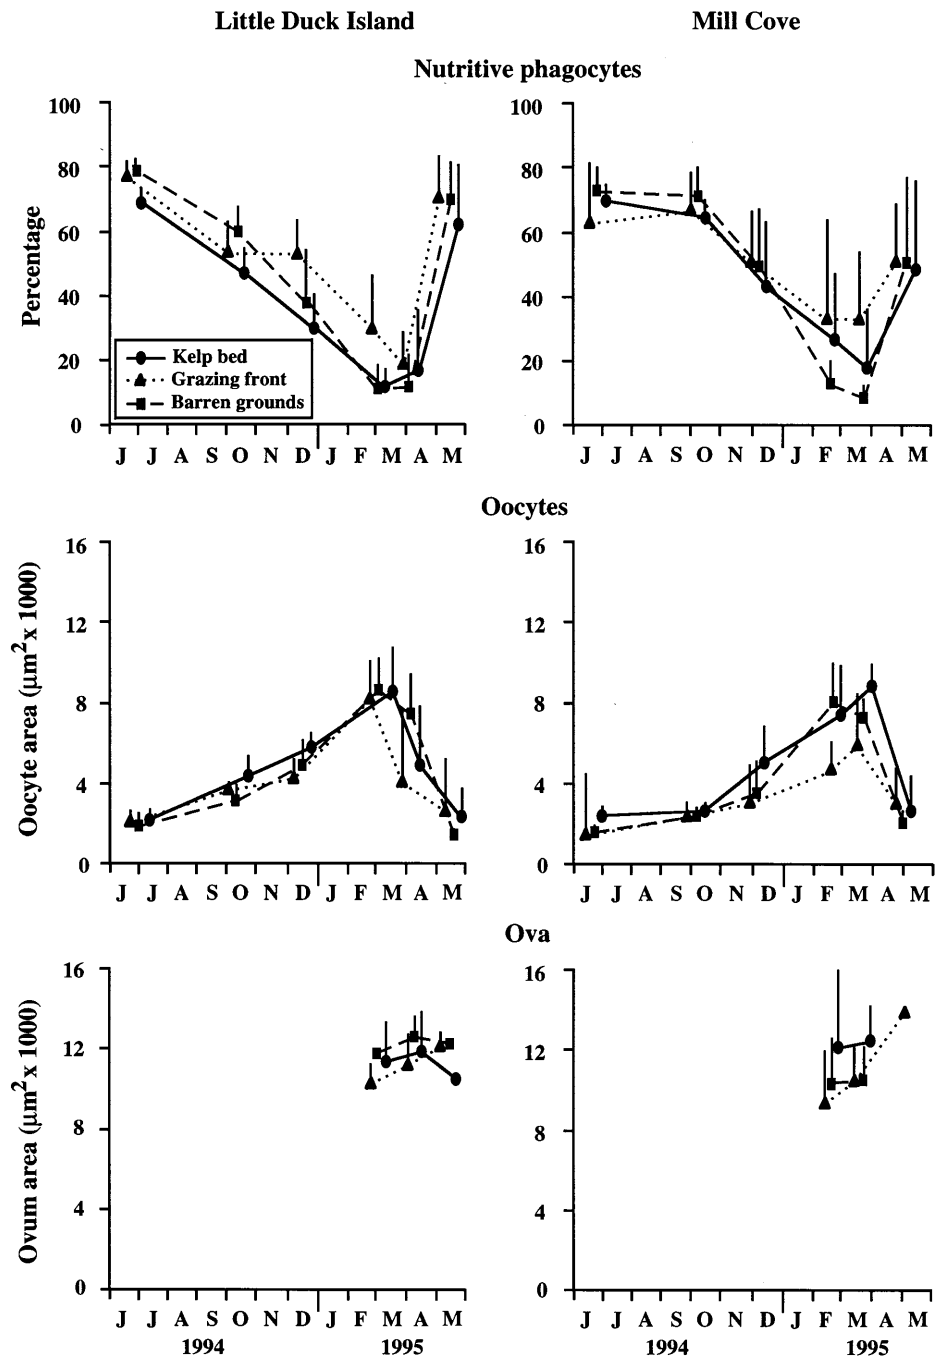 Little Duck Island Mill Cove
Nutritive phagocytes
100 100
80 80
60 60
40 40
20 20
0 0
Percentage
Kelp bed
Grazing front
Barren grounds
J J A S O N D J F M A M J J A S O N D J F M A M
Oocytes
16 16
12 12
8 8
4 4
0 0
Oocyte area (μm² x 1000)
J J A S O N D J F M A M J J A S O N D J F M A M
Ova
16 16
12 12
8 8
4 4
0 0
Ovum area (μm² x 1000)
J J A S O N D J F M A M J J A S O N D J F M A M
1994 1995 1994 1995